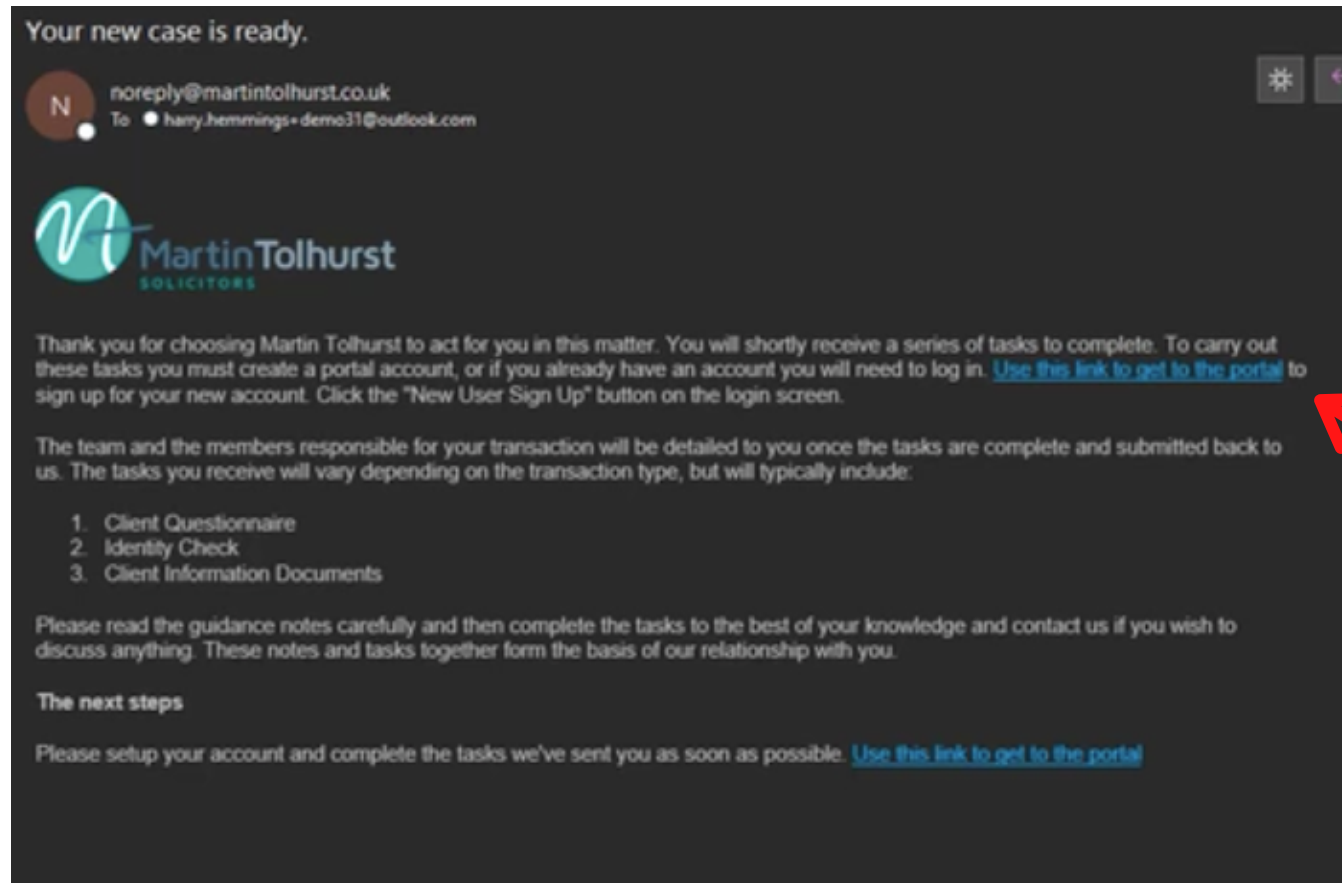 Your new case is ready.
N
noreply@martintolhurst.co.uk
To harry.hemmings+demo31@outlook.com
MartinTolhurst
SOLICITORS
Thank you for choosing Martin Tolhurst to act for you in this matter. You will shortly receive a series of tasks to complete. To carry out
these tasks you must create a portal account, or if you already have an account you will need to log in. Use this link to get to the portal to
sign up for your new account. Click the "New User Sign Up" button on the login screen.
The team and the members responsible for your transaction will be detailed to you once the tasks are complete and submitted back to
us. The tasks you receive will vary depending on the transaction type, but will typically include:
1. Client Questionnaire
2. Identity Check
3. Client Information Documents
Please read the guidance notes carefully and then complete the tasks to the best of your knowledge and contact us if you wish to
discuss anything. These notes and tasks together form the basis of our relationship with you.
The next steps
Please setup your account and complete the tasks we've sent you as soon as possible. Use this link to get to the portal